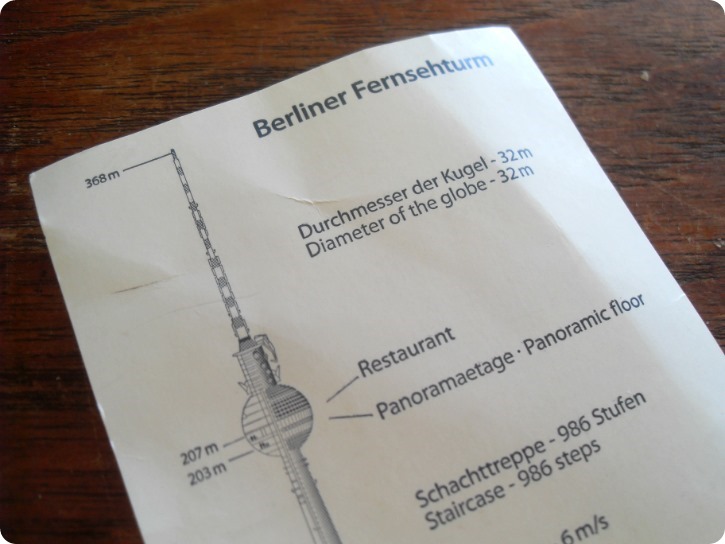 Berliner Fernsehturm
368 m
Durchmesser der Kugel - 32 m
Diameter of the globe - 32 m
Restaurant
Panoramaetage · Panoramic floor
207 m
203 m
Schachttreppe - 986 Stufen
Staircase - 986 steps
6 m/s